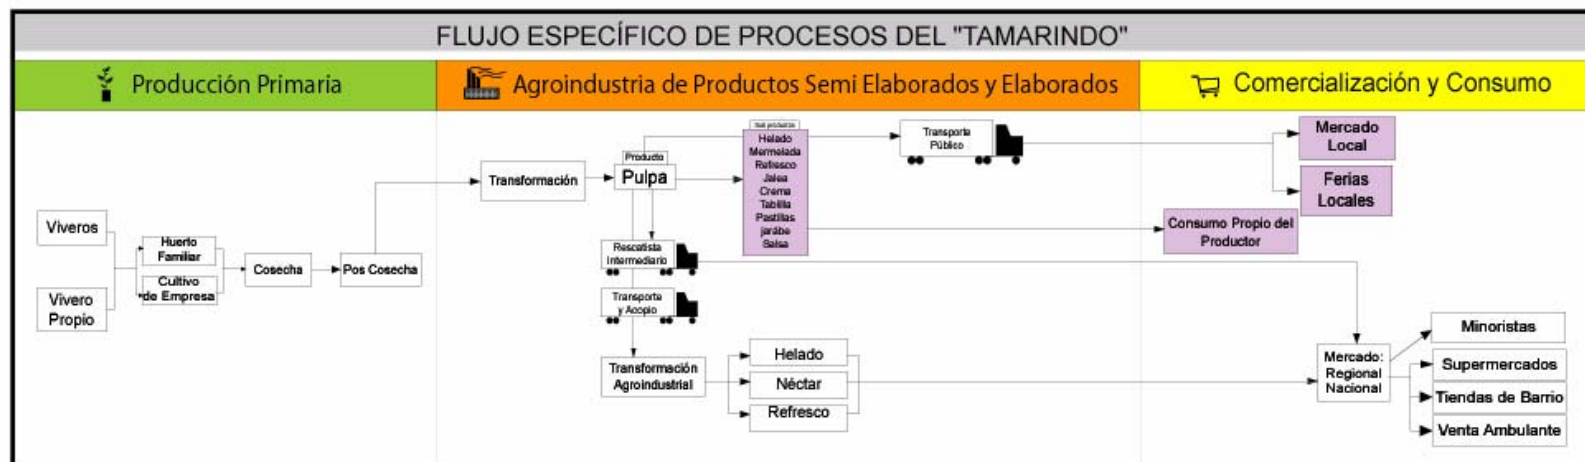 FLUJO ESPECÍFICO DE PROCESOS DEL "TAMARINDO"
Producción Primaria
Agroindustria de Productos Semi Elaborados y Elaborados
Comercialización y Consumo
Viveros
Vivero
Propio
Huerto
Familiar
Cultivo
de Empresa
Cosecha
Pos Cosecha
Transformación
Producto
Pulpa
Sub productos
Helado
Mermelada
Refresco
Jalea
Crema
Tablilla
Pastillas
jarábe
Salsa
Transporte
Público
Rescatista
Intermediario
Transporte
y Acopio
Transformación
Agroindustrial
Helado
Néctar
Refresco
Mercado
Local
Ferias
Locales
Consumo Propio del
Productor
Mercado:
Regional
Nacional
Minoristas
Supermercados
Tiendas de Barrio
Venta Ambulante